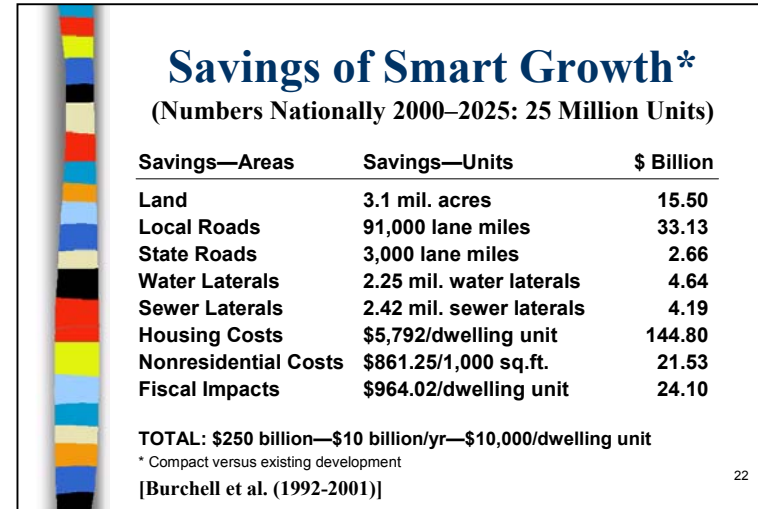 Savings of Smart Growth*
(Numbers Nationally 2000–2025: 25 Million Units)
Savings—Areas Savings—Units $ Billion
Land 3.1 mil. acres 15.50
Local Roads 91,000 lane miles 33.13
State Roads 3,000 lane miles 2.66
Water Laterals 2.25 mil. water laterals 4.64
Sewer Laterals 2.42 mil. sewer laterals 4.19
Housing Costs $5,792/dwelling unit 144.80
Nonresidential Costs $861.25/1,000 sq.ft. 21.53
Fiscal Impacts $964.02/dwelling unit 24.10
TOTAL: $250 billion—$10 billion/yr—$10,000/dwelling unit
* Compact versus existing development
[Burchell et al. (1992-2001)]
22